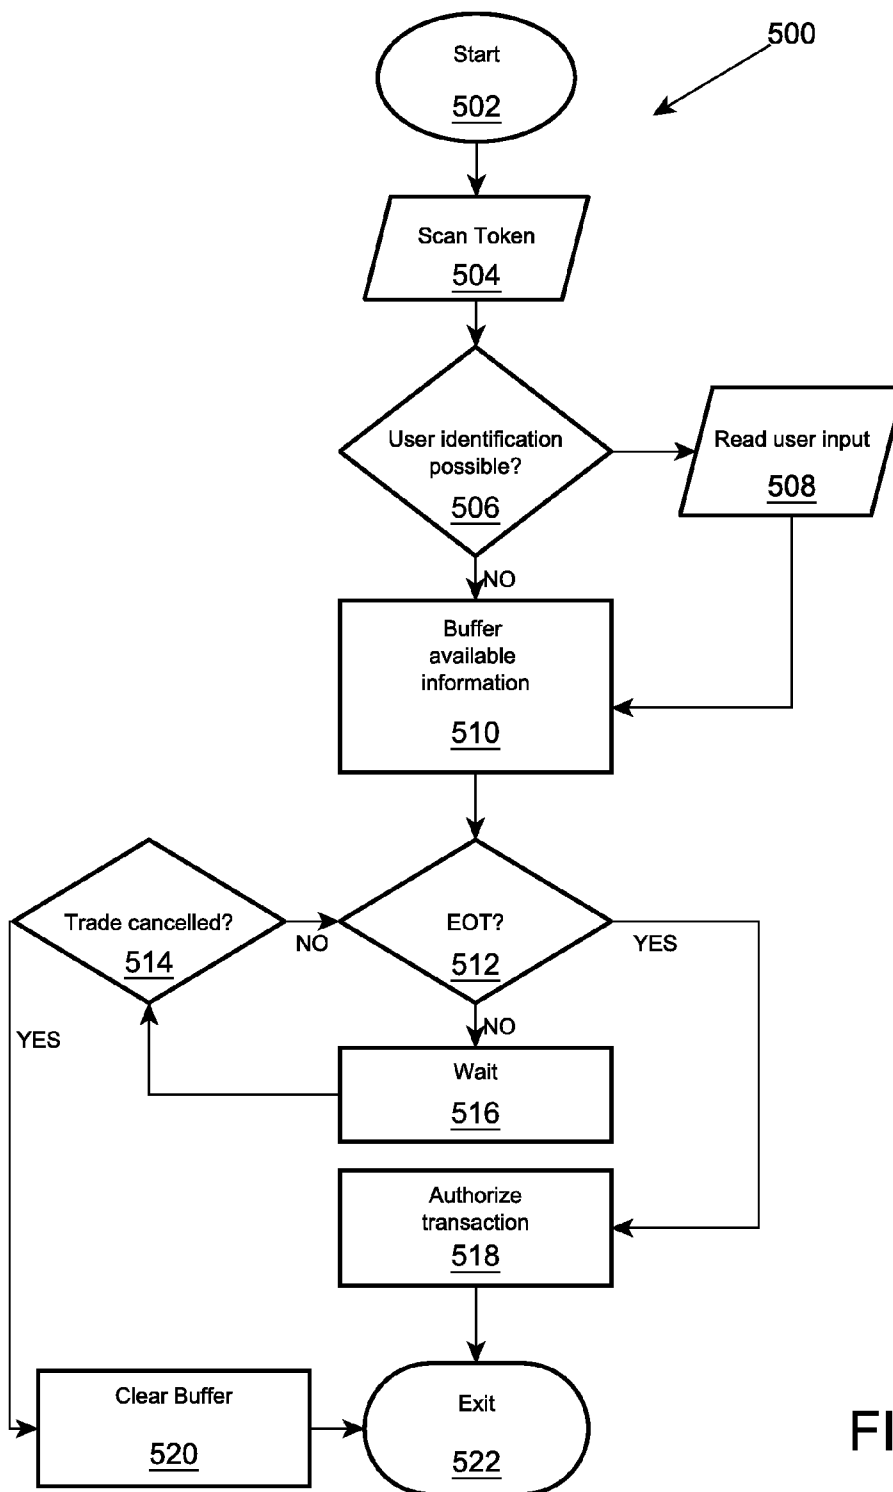 Start
502
500
Scan Token
504
User identification
possible?
506
Read user input
508
NO
Buffer
available
information
510
Trade cancelled?
514
NO
EOT?
512
YES
NO
YES
Wait
516
Authorize
transaction
518
Clear Buffer
520
Exit
522
FI